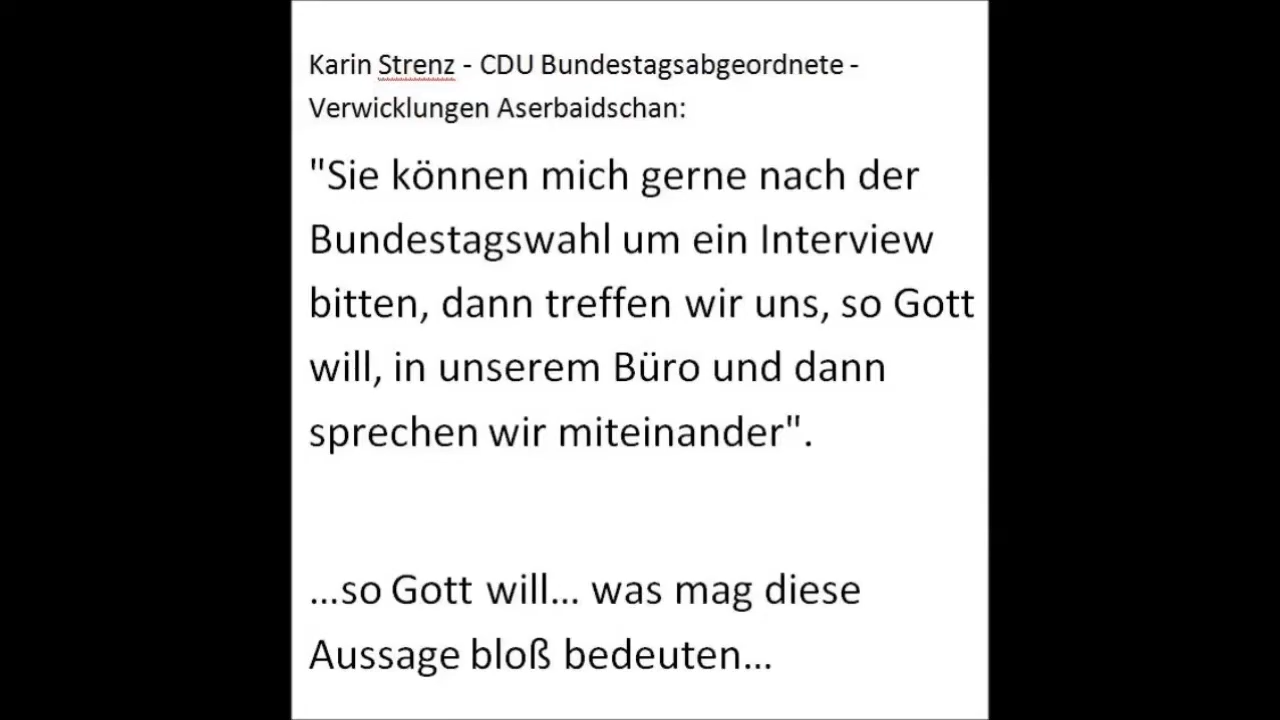 Karin Strenz - CDU Bundestagsabgeordnete -
Verwicklungen Aserbaidschan:
"Sie können mich gerne nach der
Bundestagswahl um ein Interview
bitten, dann treffen wir uns, so Gott
will, in unserem Büro und dann
sprechen wir miteinander".
...so Gott will... was mag diese
Aussage bloß bedeuten...